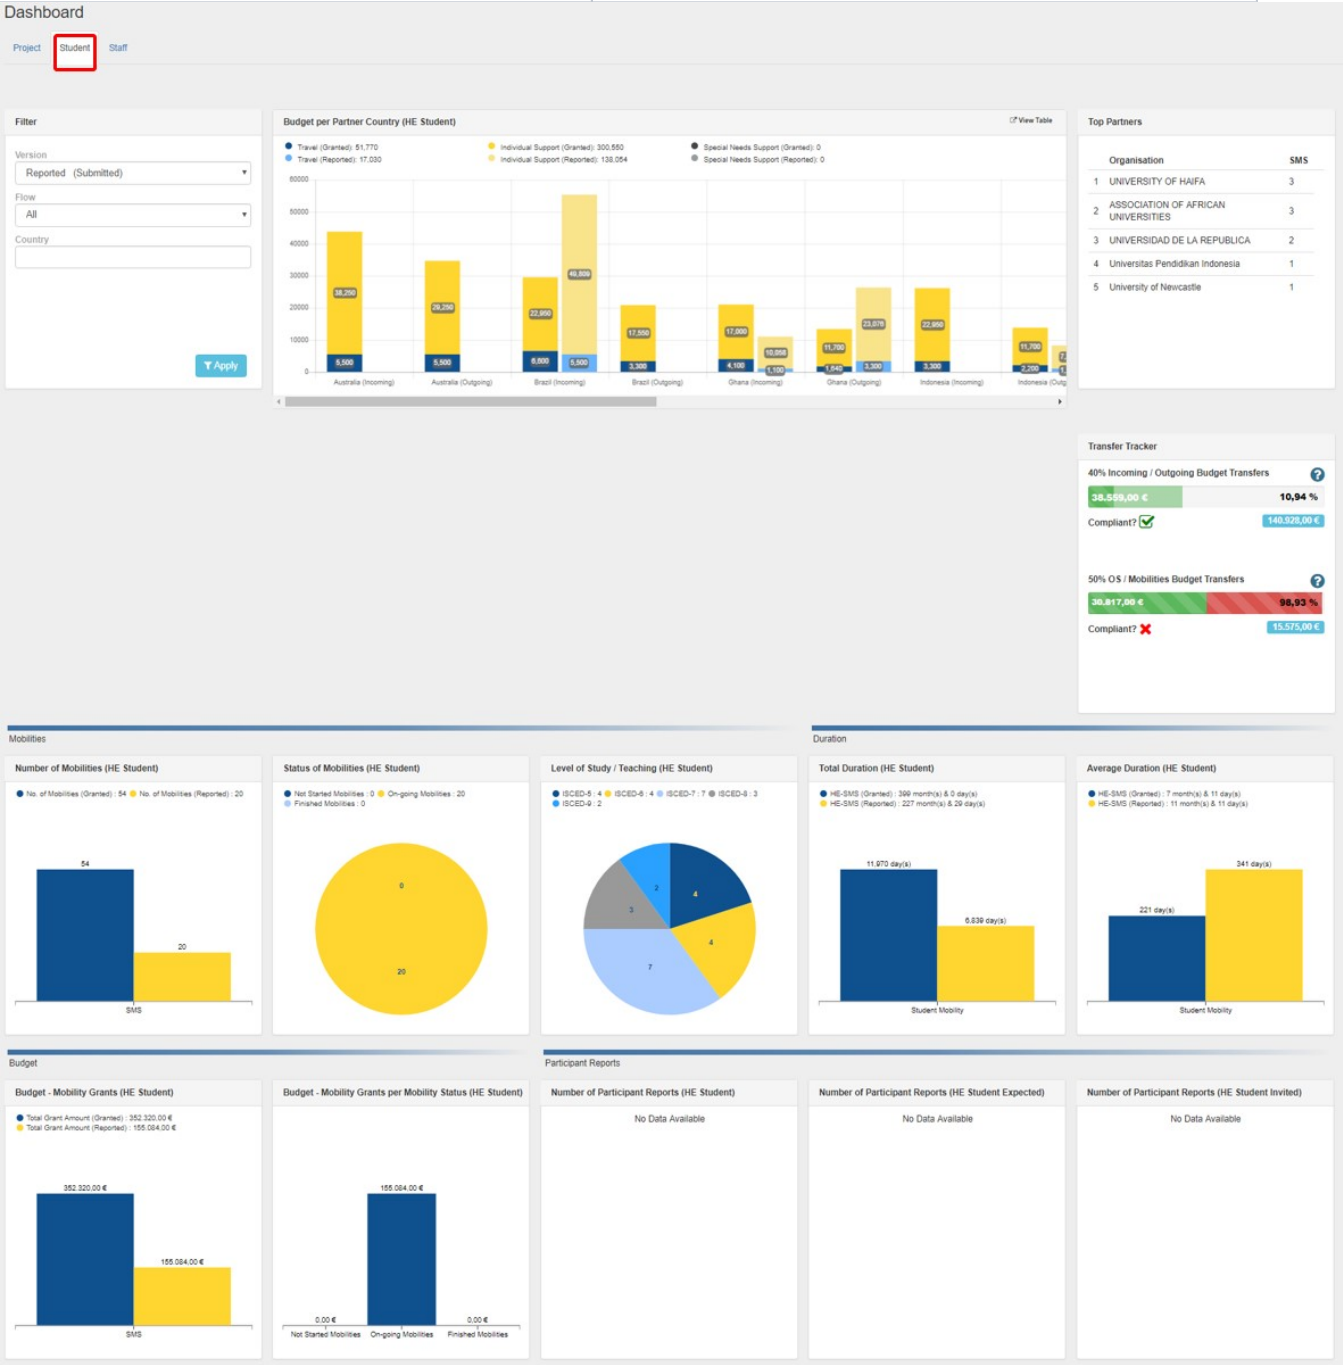 Dashboard
Project Student Staff
Filter
Version
Reported (Submitted)
Flow
All
Country
Apply
Budget per Partner Country (HE Student)
View Table
Travel (Granted): 51,770 Individual Support (Granted): 300,550 Special Needs Support (Granted): 0
Travel (Reported): 17,030 Individual Support (Reported): 138,054 Special Needs Support (Reported): 0
60000
50000
40000
30000
20000
10000
0
38,250 29,250 22,950 49,809 17,550 17,000 10,058 11,700 23,076 22,950 11,700
5,500 5,500 6,600 5,500 3,300 4,100 1,100 1,640 3,300 3,300 2,200
Australia (Incoming) Australia (Outgoing) Brazil (Incoming) Brazil (Outgoing) Ghana (Incoming) Ghana (Outgoing) Indonesia (Incoming) Indonesia (Outg
Top Partners
Organisation SMS
1 UNIVERSITY OF HAIFA 3
2 ASSOCIATION OF AFRICAN UNIVERSITIES 3
3 UNIVERSIDAD DE LA REPUBLICA 2
4 Universitas Pendidikan Indonesia 1
5 University of Newcastle 1
Transfer Tracker
40% Incoming / Outgoing Budget Transfers
38.559,00 € 10,94 %
Compliant? 140.928,00 €
50% OS / Mobilities Budget Transfers
30.817,00 € 98,93 %
Compliant? 15.575,00 €
Mobilities
Number of Mobilities (HE Student)
No. of Mobilities (Granted) : 54 No. of Mobilities (Reported) : 20
54
20
SMS
Status of Mobilities (HE Student)
Not Started Mobilities : 0 On-going Mobilities : 20
Finished Mobilities : 0
0
20
Level of Study / Teaching (HE Student)
ISCED-5 : 4 ISCED-6 : 4 ISCED-7 : 7 ISCED-8 : 3
ISCED-9 : 2
2
4
3
4
7
Duration
Total Duration (HE Student)
HE-SMS (Granted) : 399 month(s) & 0 day(s)
HE-SMS (Reported) : 227 month(s) & 29 day(s)
11,970 day(s)
6,839 day(s)
Student Mobility
Average Duration (HE Student)
HE-SMS (Granted) : 7 month(s) & 11 day(s)
HE-SMS (Reported) : 11 month(s) & 11 day(s)
341 day(s)
221 day(s)
Student Mobility
Budget
Budget - Mobility Grants (HE Student)
Total Grant Amount (Granted) : 352.320,00 €
Total Grant Amount (Reported) : 155.084,00 €
352.320,00 €
155.084,00 €
SMS
Budget - Mobility Grants per Mobility Status (HE Student)
155.084,00 €
0,00 € 0,00 €
Not Started Mobilities On-going Mobilities Finished Mobilities
Participant Reports
Number of Participant Reports (HE Student)
No Data Available
Number of Participant Reports (HE Student Expected)
No Data Available
Number of Participant Reports (HE Student Invited)
No Data Available